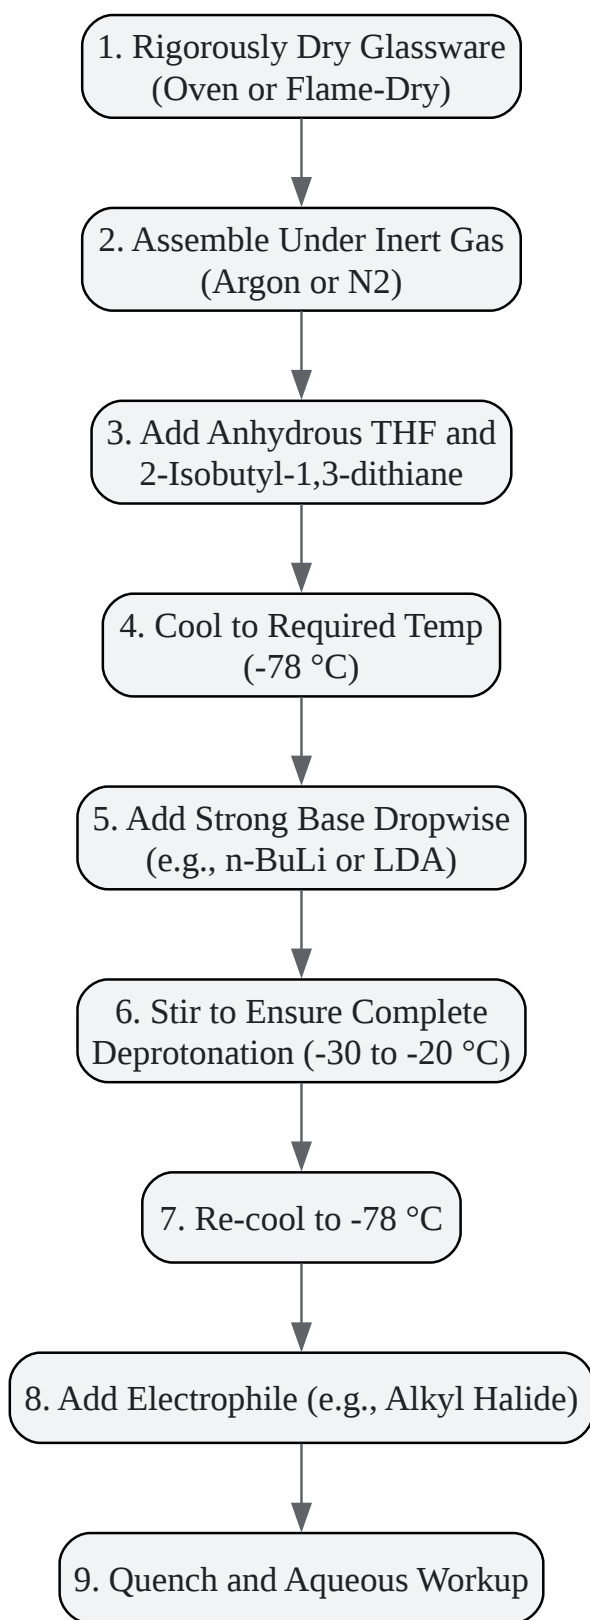 1. Rigorously Dry Glassware
(Oven or Flame-Dry)
2. Assemble Under Inert Gas
(Argon or N2)
3. Add Anhydrous THF and
2-Isobutyl-1,3-dithiane
4. Cool to Required Temp
(-78 °C)
5. Add Strong Base Dropwise
(e.g., n-BuLi or LDA)
6. Stir to Ensure Complete
Deprotonation (-30 to -20 °C)
7. Re-cool to -78 °C
8. Add Electrophile (e.g., Alkyl Halide)
9. Quench and Aqueous Workup